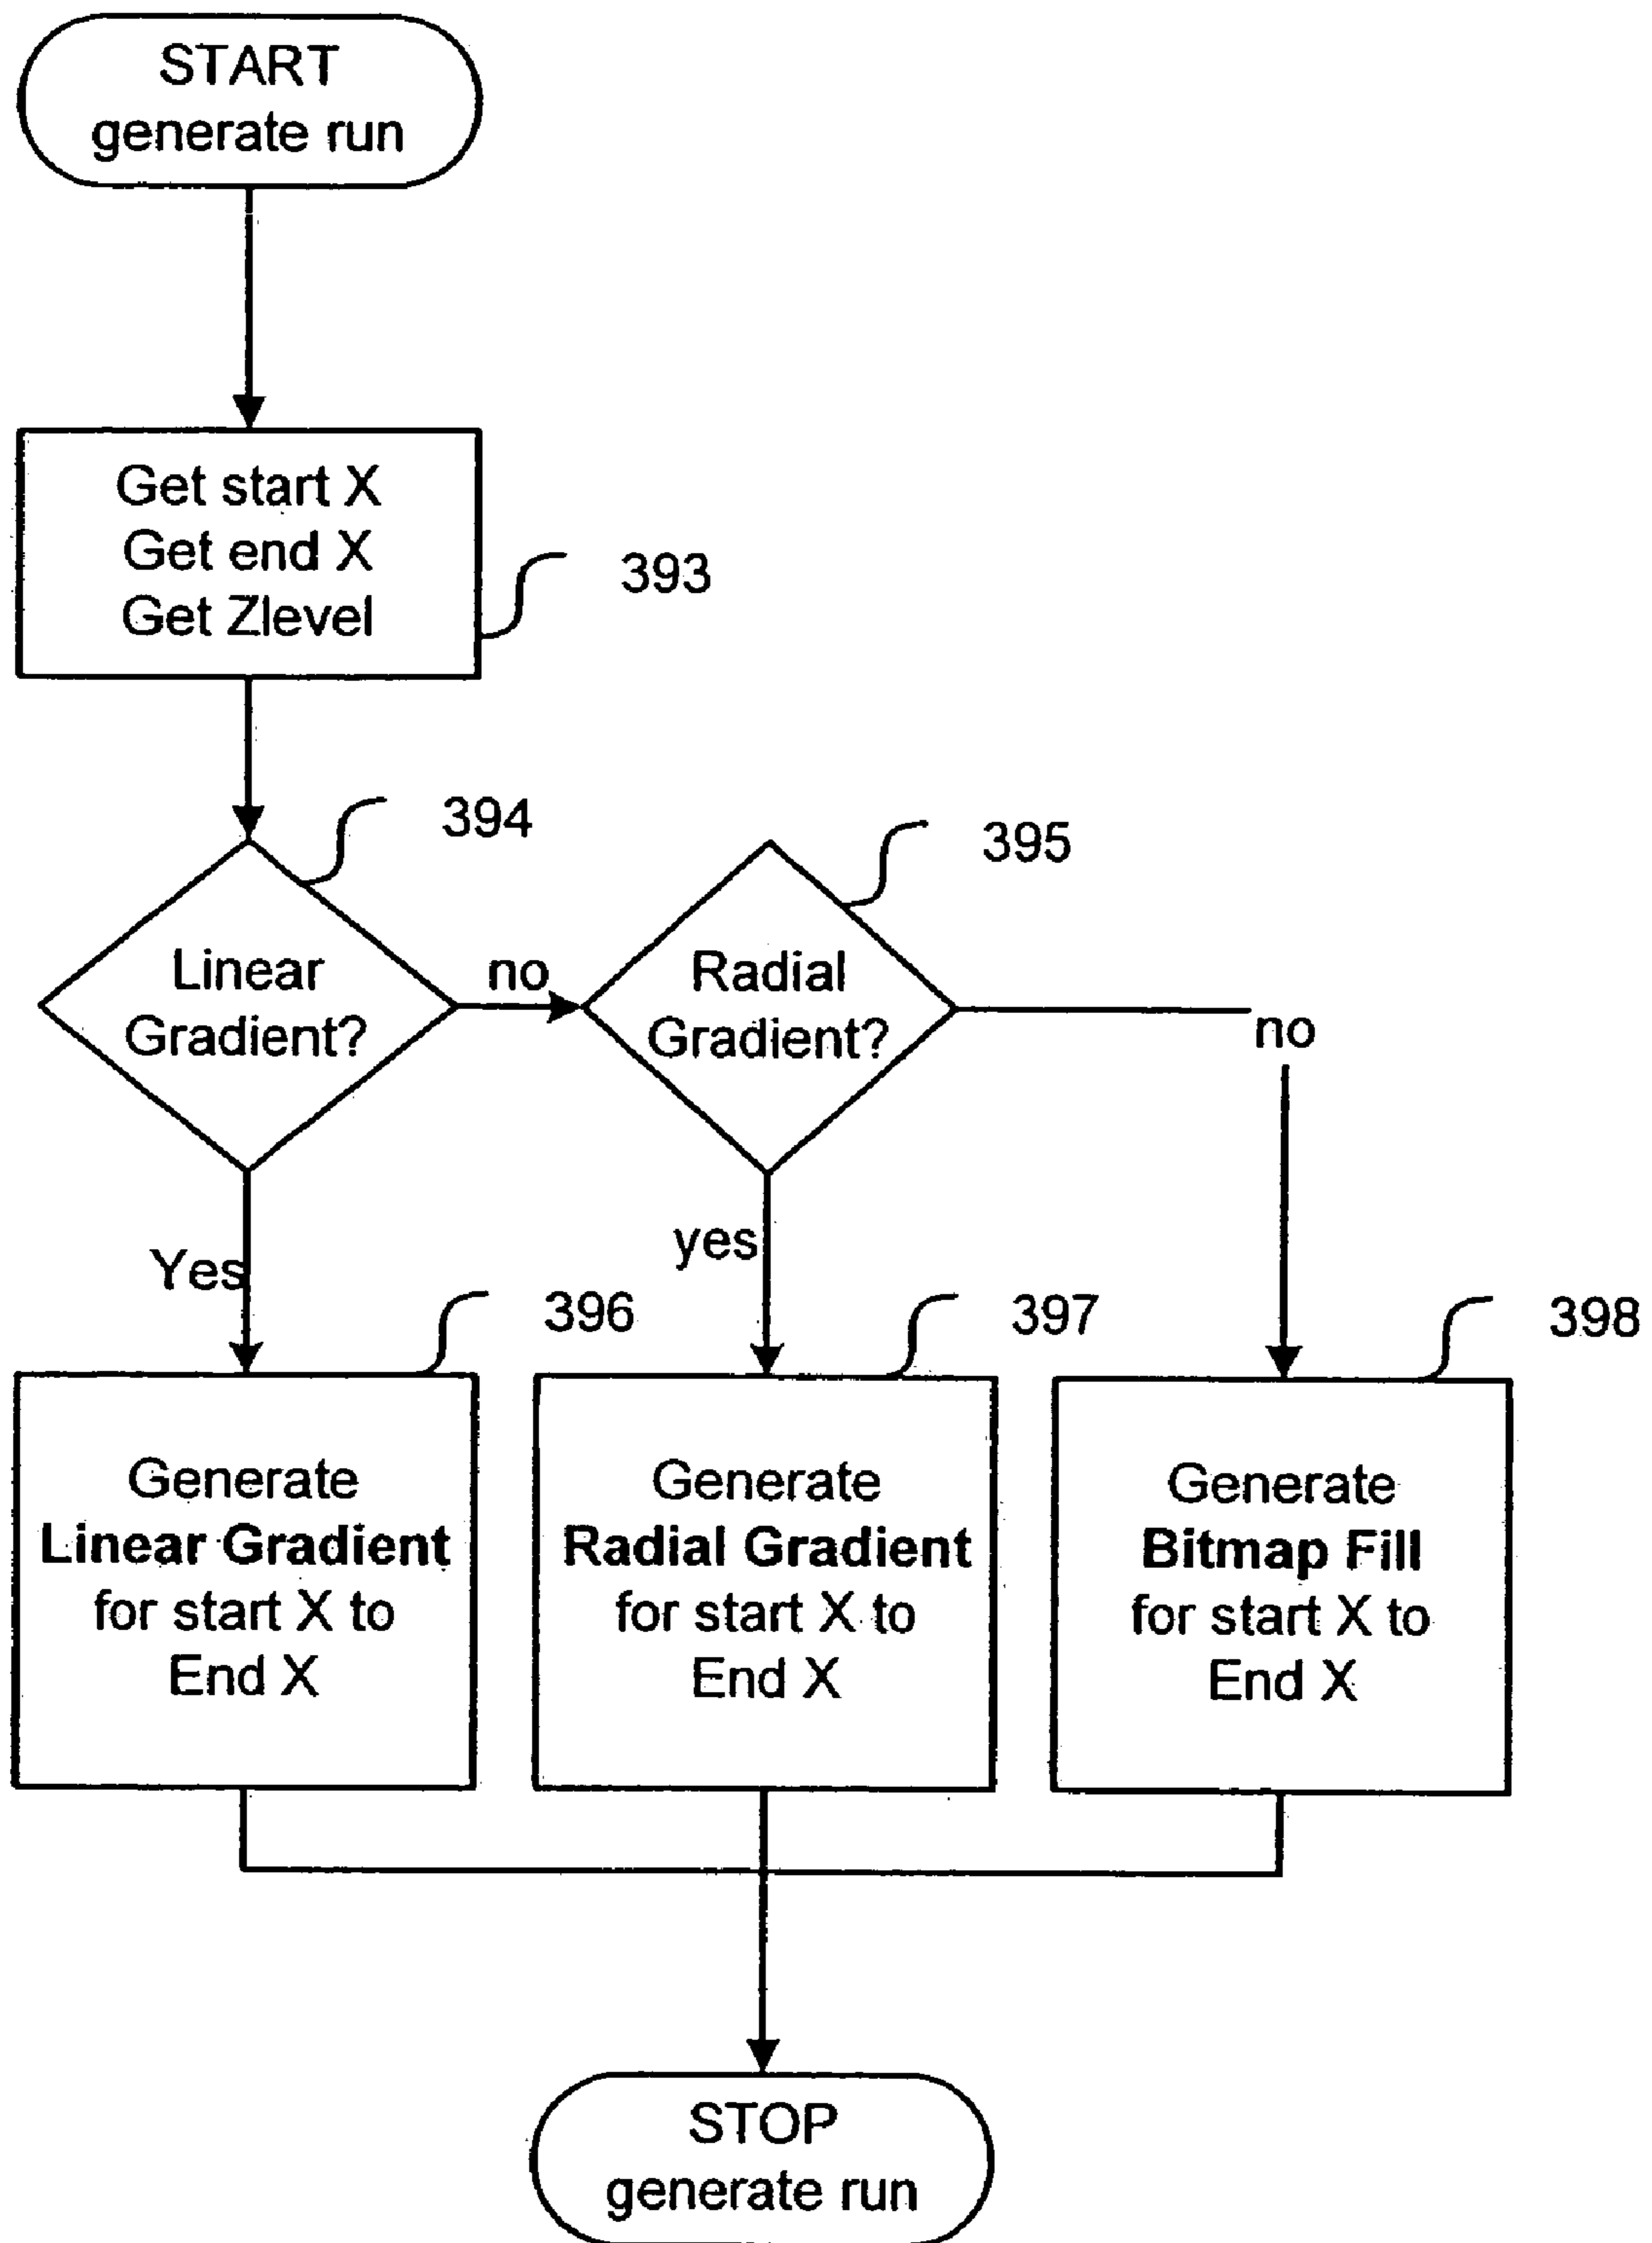 START
generate run
Get start X
Get end X
Get Zlevel
393
394
395
Linear
Gradient?
no
Radial
Gradient?
no
Yes
yes
396
397
398
Generate
Linear Gradient
for start X to
End X
Generate
Radial Gradient
for start X to
End X
Generate
Bitmap Fill
for start X to
End X
STOP
generate run